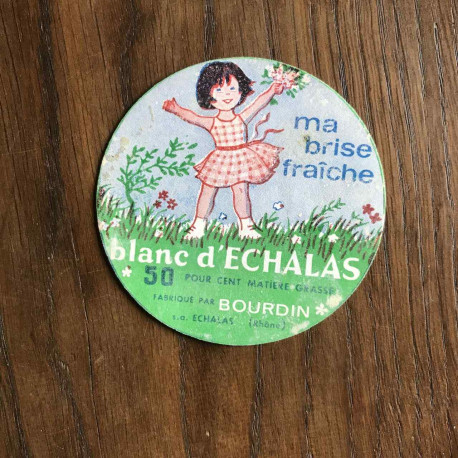 ma
brise
fraîche
blanc d'ECHALAS
50 POUR CENT MATIÈRE GRASSE
FABRIQUÉ PAR BOURDIN
s.a. ECHALAS (Rhône)